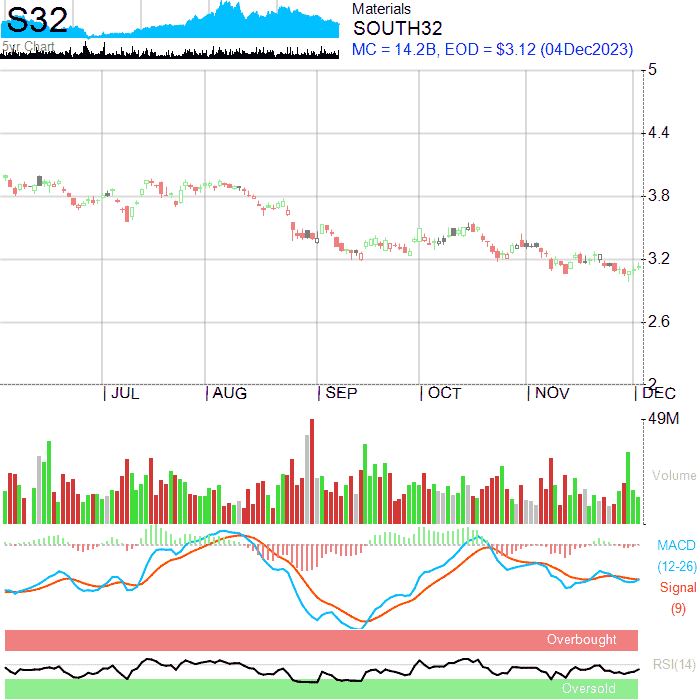 S32
5yr Chart
Materials
SOUTH32
MC = 14.2B, EOD = $3.12 (04Dec2023)
5
4.4
3.8
3.2
2.6
2
JUL AUG SEP OCT NOV DEC
49M
Volume
MACD
(12-26)
Signal
(9)
Overbought
RSI(14)
Oversold